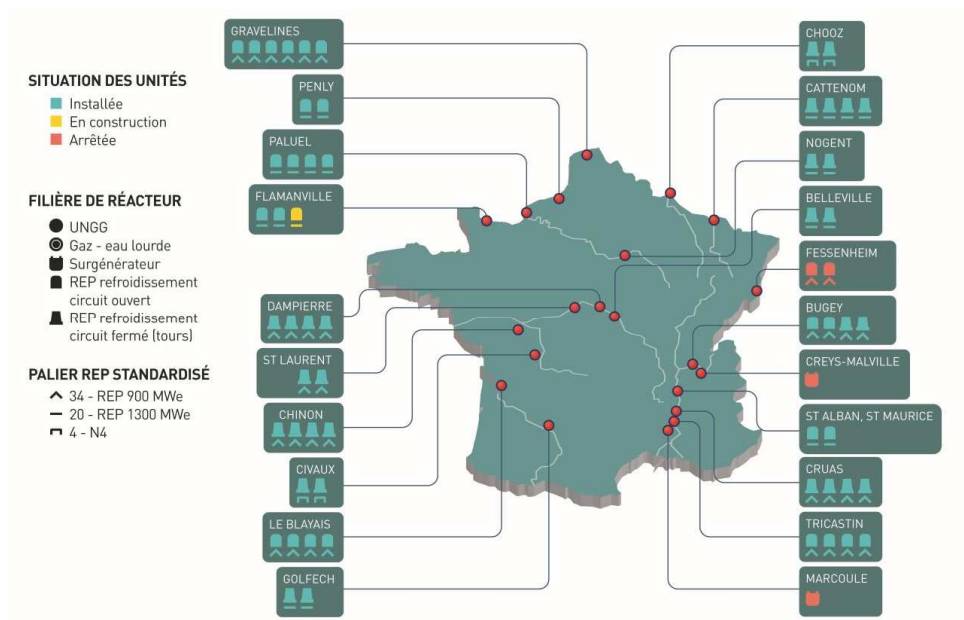 SITUATION DES UNITÉS
Installée
En construction
Arrêtée
FILIÈRE DE RÉACTEUR
UNGG
Gaz - eau lourde
Surgénérateur
REP refroidissement
circuit ouvert
REP refroidissement
circuit fermé (tours)
PALIER REP STANDARDISÉ
34 - REP 900 MWe
20 - REP 1300 MWe
4 - N4
GRAVELINES
PENLY
PALUEL
FLAMANVILLE
DAMPIERRE
ST LAURENT
CHINON
CIVAUX
LE BLAYAIS
GOLFECH
CHOOZ
CATTENOM
NOGENT
BELLEVILLE
FESSENHEIM
BUGEY
CREYS-MALVILLE
ST ALBAN, ST MAURICE
CRUAS
TRICASTIN
MARCOULE